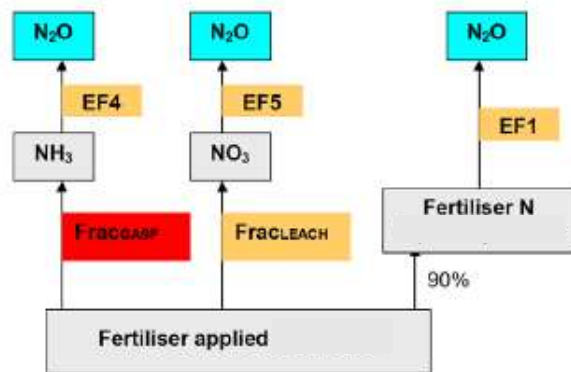 N₂O N₂O N₂O
EF4 EF5 EF1
NH₃ NO₃
Fertiliser N
FracGASF FracLEACH
90%
Fertiliser applied